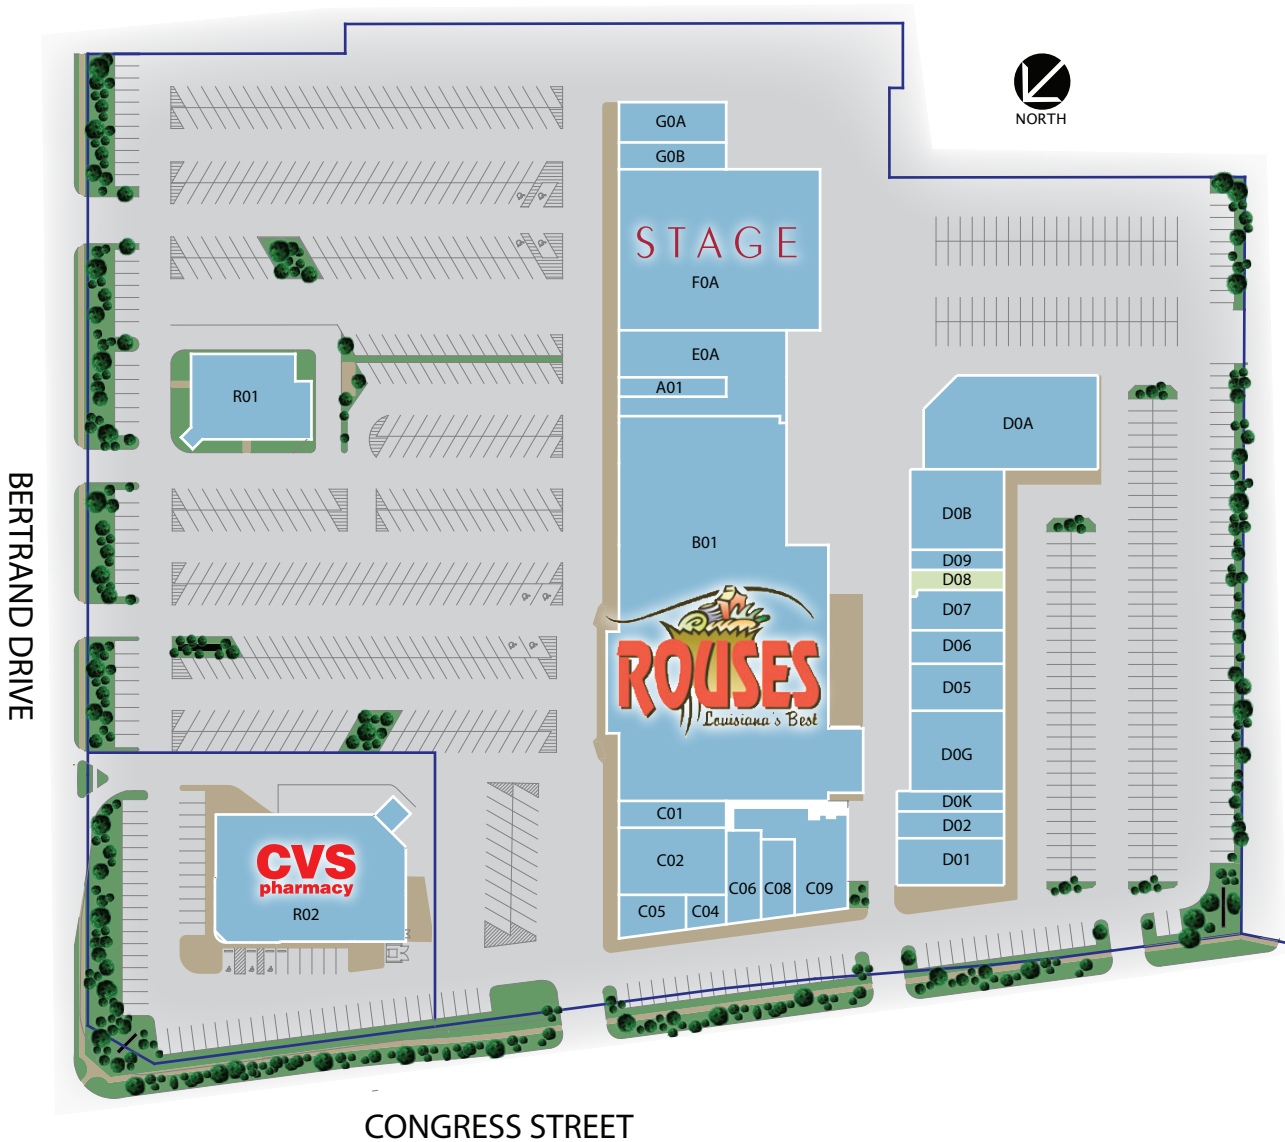 NORTH
G0A
G0B
STAGE
F0A
E0A
A01
R01
D0A
D0B
B01
D09
D08
D07
D06
D05
D0G
D0K
D02
D01
ROUSES
Louisiana's Best
BERTRAND DRIVE
C01
C02
C05
C04
C06
C08
C09
CVS
pharmacy
R02
CONGRESS STREET